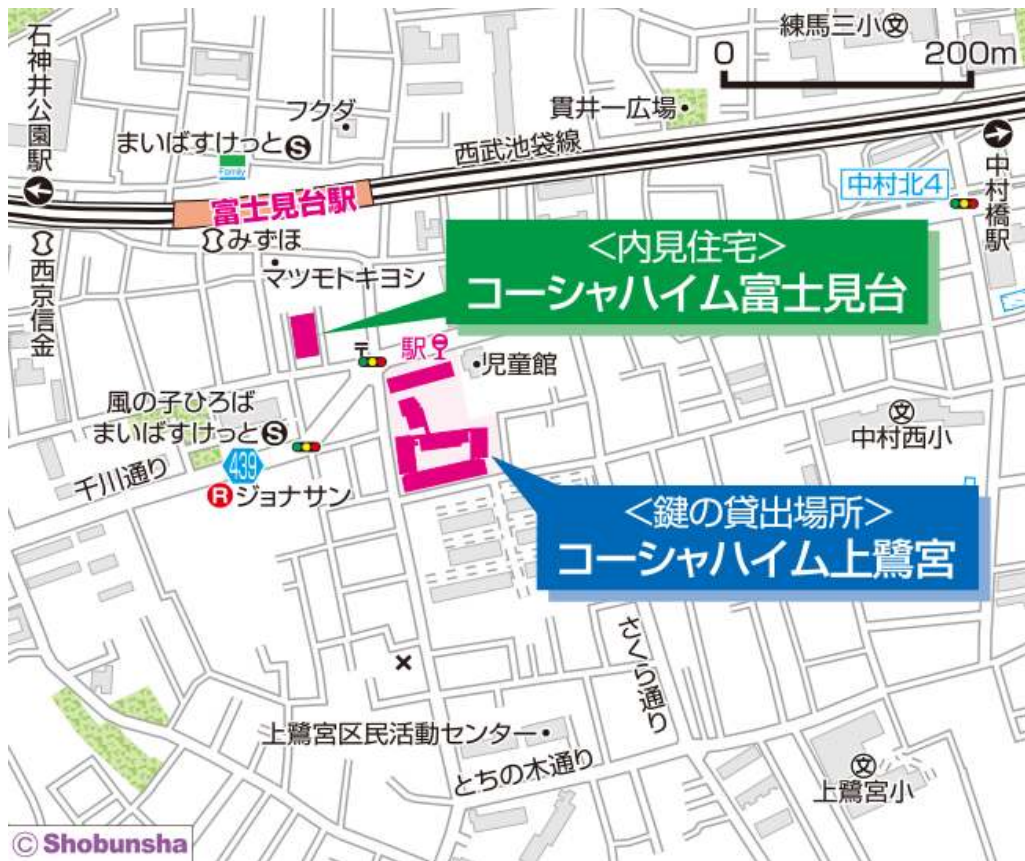 練馬三小
文
0 200m
石神井公園駅
フクダ
貫井一広場
まいばすけっと
S
西武池袋線
Family
中村北4
中村橋駅
富士見台駅
みずほ
西京信金
マツモトキヨシ
<内見住宅>
コーシャハイム富士見台
〒
駅
児童館
風の子ひろば
まいばすけっと
S
文
中村西小
439
千川通り
R
ジョナサン
<鍵の貸出場所>
コーシャハイム上鷺宮
さくら通り
上鷺宮区民活動センター
とちの木通り
文
上鷺宮小
© Shobunsha